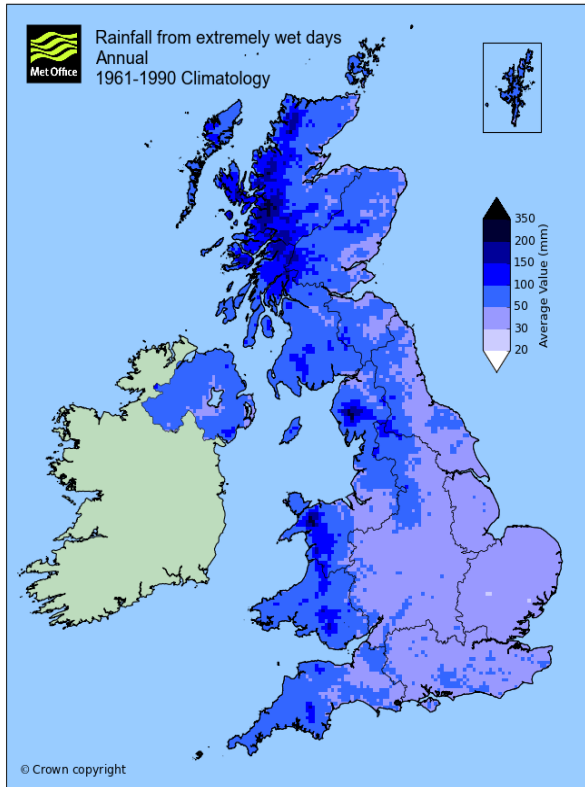 Rainfall from extremely wet days
Annual
1961-1990 Climatology
Met Office
350
200
150
100
50
30
20
Average Value (mm)
© Crown copyright